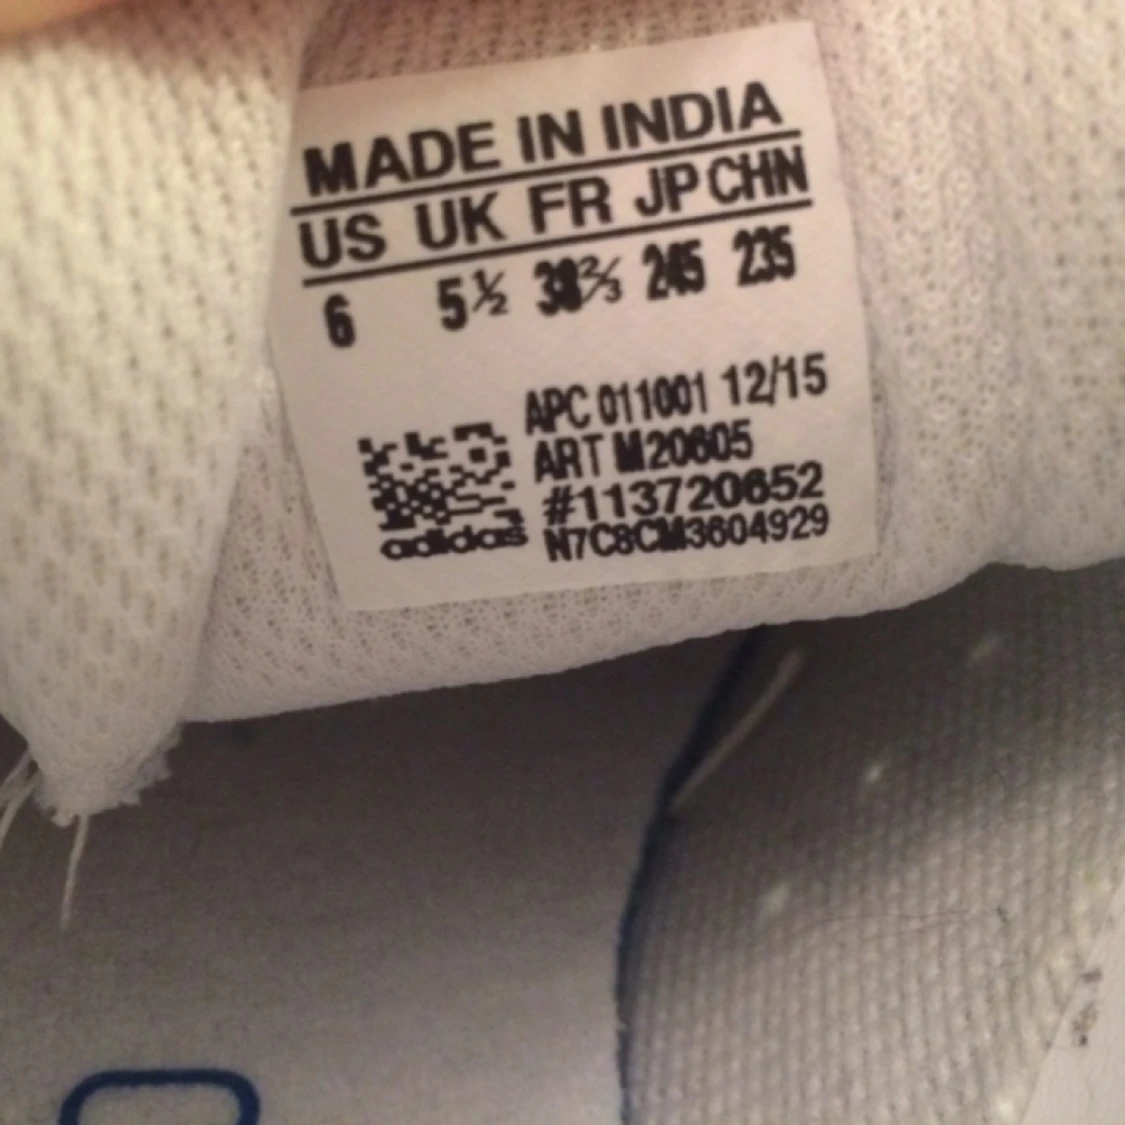 MADE IN INDIA
US UK FR JP CHN
6 5½ 38⅔ 245 235
APC 011001 12/15
ART M20605
#113720652
N7C8CM3604929
adidas